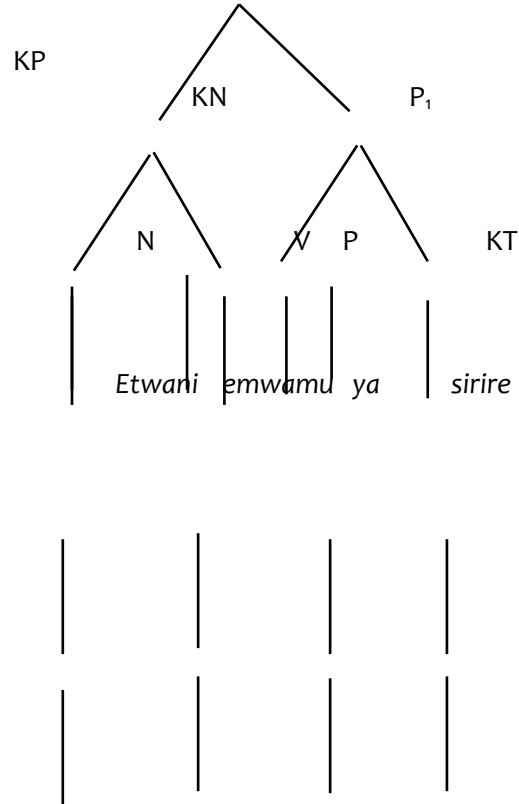 KP
KN P₁
N V P KT
Etwani emwamu ya sirire